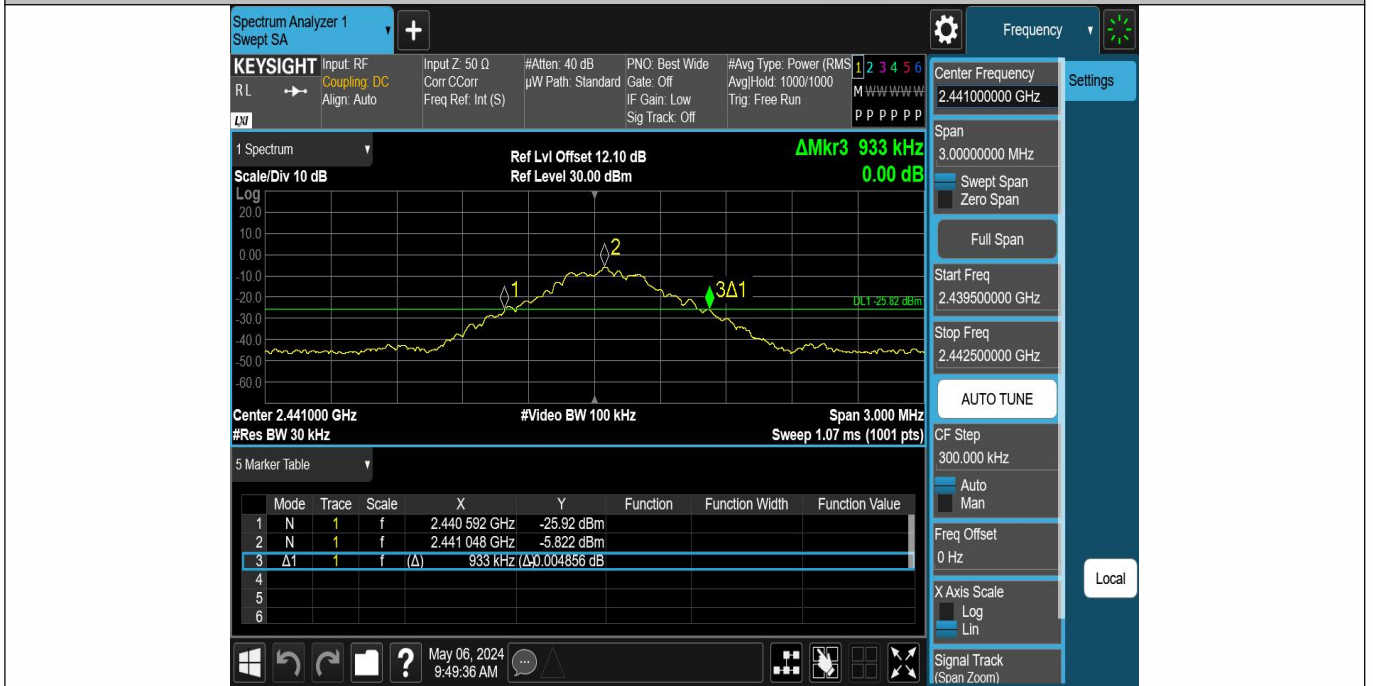 Spectrum Analyzer 1
Swept SA
+
Frequency
KEYSIGHT
RL
LXI
Input: RF
Coupling: DC
Align: Auto
Input Z: 50 Ω
Corr CCorr
Freq Ref: Int (S)
#Atten: 40 dB
µW Path: Standard
PNO: Best Wide
Gate: Off
IF Gain: Low
Sig Track: Off
#Avg Type: Power (RMS
Avg|Hold: 1000/1000
Trig: Free Run
1 2 3 4 5 6
M W W W W W
P P P P P P
1 Spectrum
Scale/Div 10 dB
Ref Lvl Offset 12.10 dB
Ref Level 30.00 dBm
ΔMkr3 933 kHz
0.00 dB
Log
20.0
10.0
0.00
-10.0
-20.0
-30.0
-40.0
-50.0
-60.0
1
2
3Δ1
DL1 -25.82 dBm
Center 2.441000 GHz
#Video BW 100 kHz
Span 3.000 MHz
#Res BW 30 kHz
Sweep 1.07 ms (1001 pts)
5 Marker Table
Mode Trace Scale X Y Function Function Width Function Value
1 N 1 f 2.440 592 GHz -25.92 dBm
2 N 1 f 2.441 048 GHz -5.822 dBm
3 Δ1 1 f (Δ) 933 kHz (Δ) 0.004856 dB
4
5
6
?
May 06, 2024
9:49:36 AM
Center Frequency
2.441000000 GHz
Span
3.00000000 MHz
Swept Span
Zero Span
Full Span
Start Freq
2.439500000 GHz
Stop Freq
2.442500000 GHz
AUTO TUNE
CF Step
300.000 kHz
Auto
Man
Freq Offset
0 Hz
X Axis Scale
Log
Lin
Signal Track
(Span Zoom)
Settings
Local